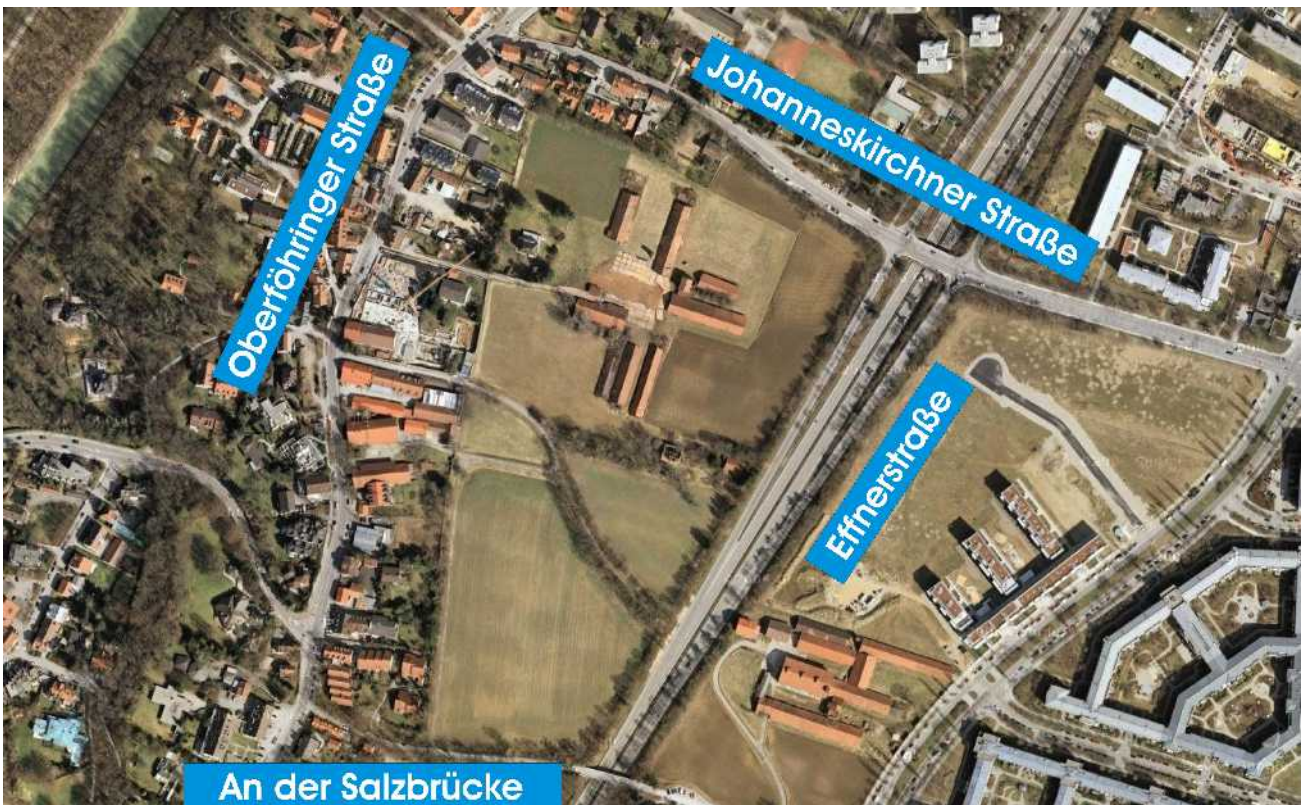 Oberföhringer Straße
Johanneskirchner Straße
Effnerstraße
An der Salzbrücke